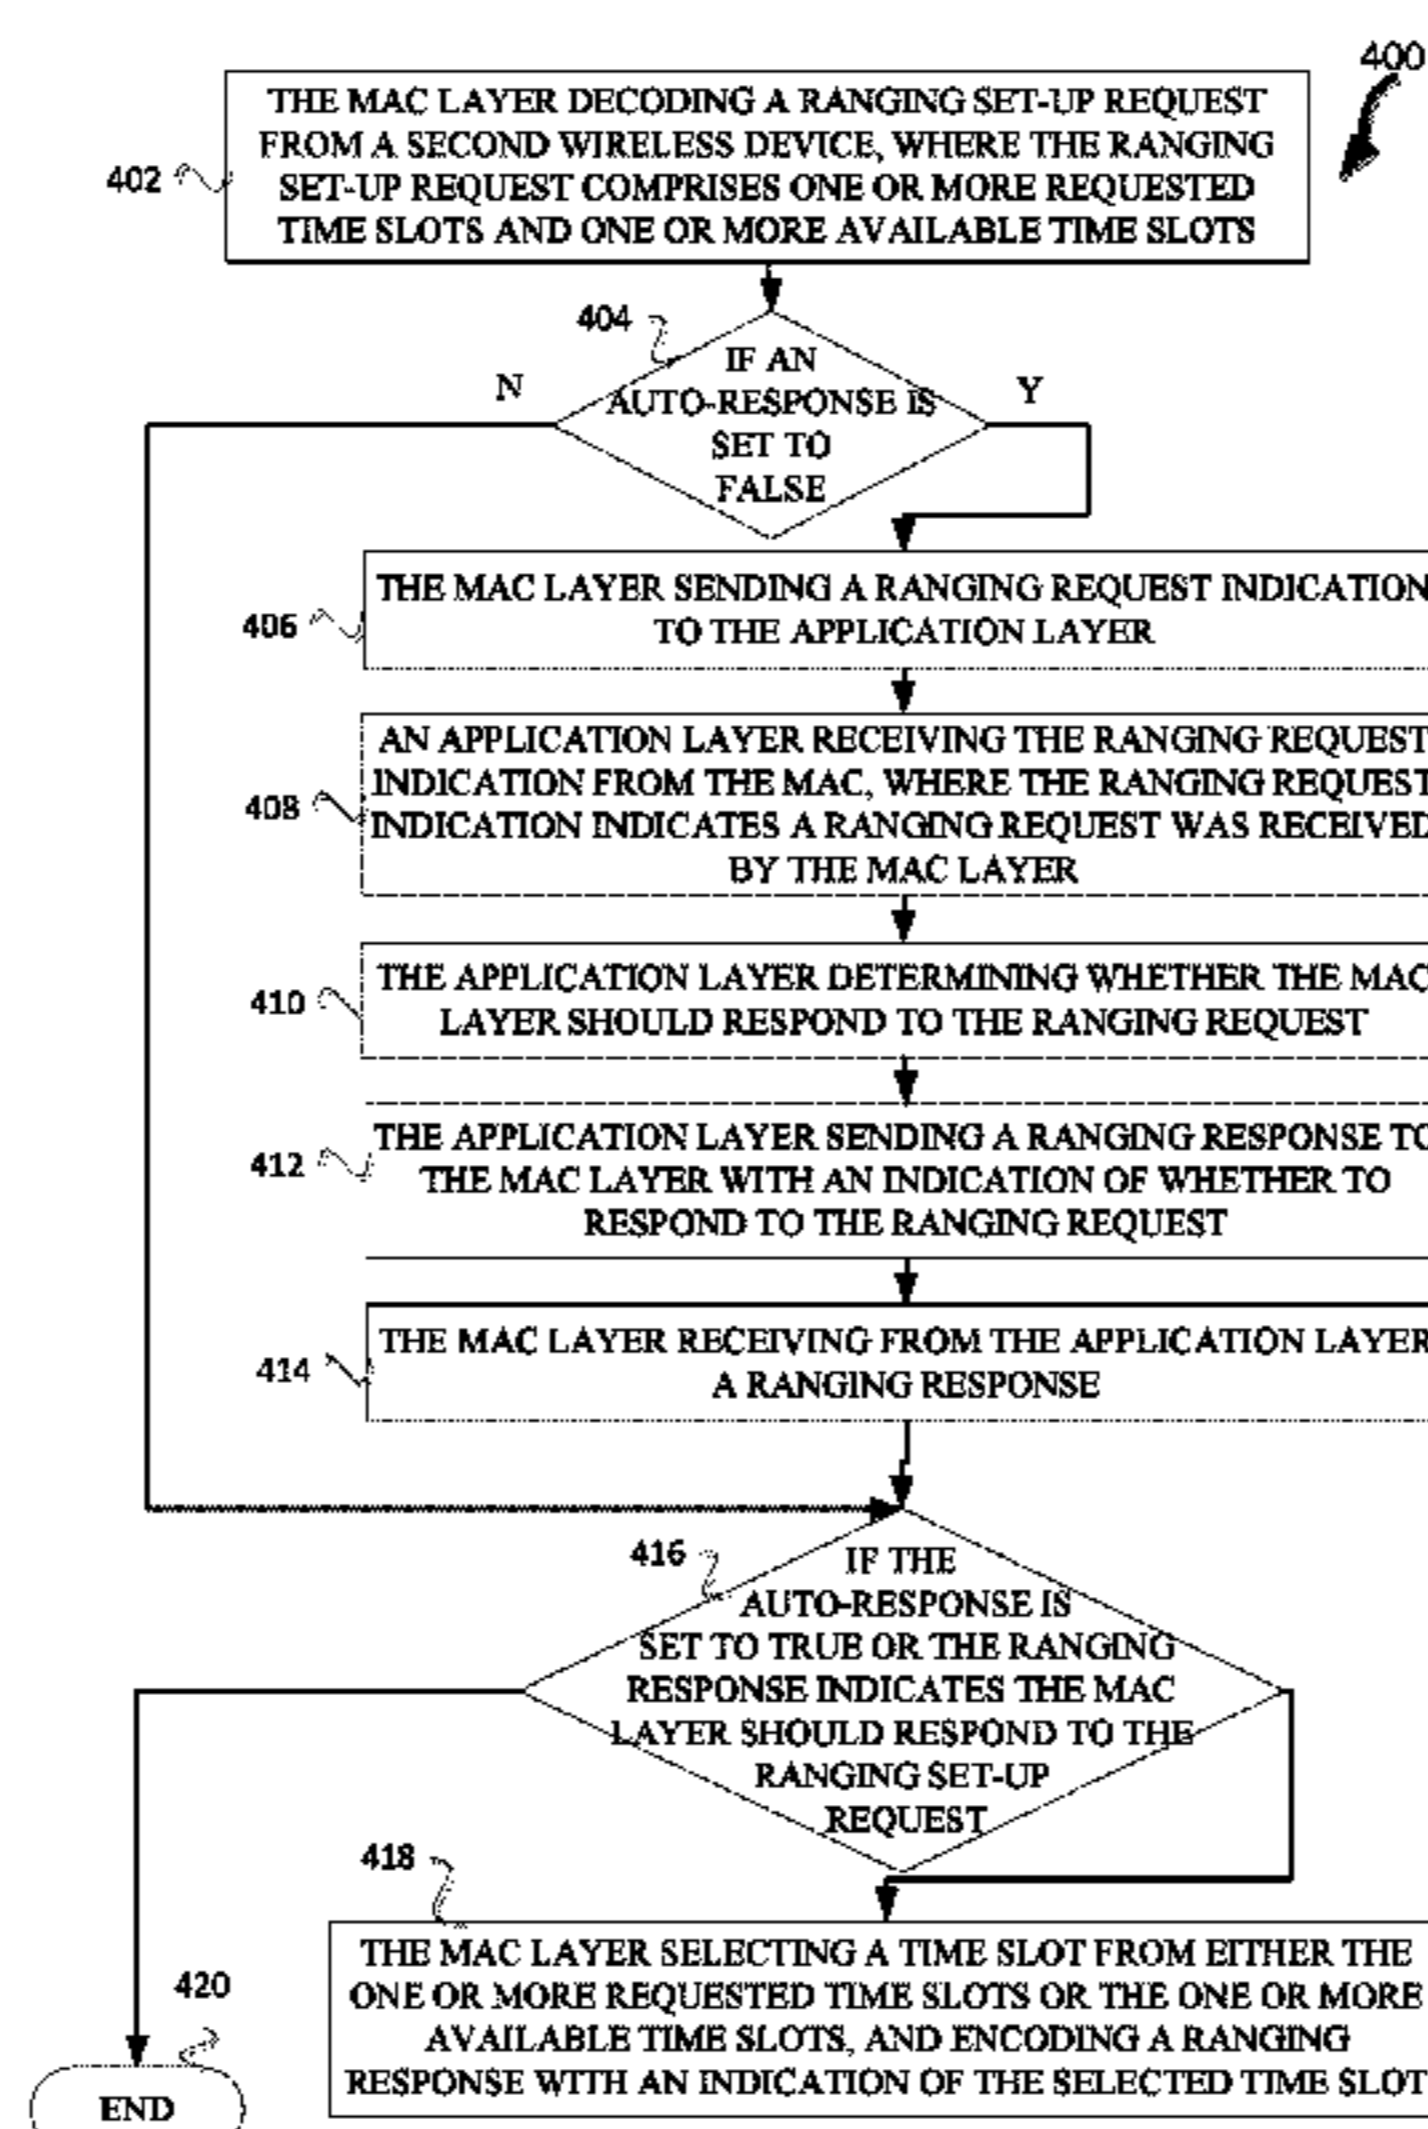 400
THE MAC LAYER DECODING A RANGING SET-UP REQUEST
FROM A SECOND WIRELESS DEVICE, WHERE THE RANGING
SET-UP REQUEST COMPRISES ONE OR MORE REQUESTED
TIME SLOTS AND ONE OR MORE AVAILABLE TIME SLOTS
402
404
IF AN
AUTO-RESPONSE IS
SET TO
FALSE
N
Y
THE MAC LAYER SENDING A RANGING REQUEST INDICATION
TO THE APPLICATION LAYER
406
AN APPLICATION LAYER RECEIVING THE RANGING REQUEST
INDICATION FROM THE MAC, WHERE THE RANGING REQUEST
INDICATION INDICATES A RANGING REQUEST WAS RECEIVED
BY THE MAC LAYER
408
THE APPLICATION LAYER DETERMINING WHETHER THE MAC
LAYER SHOULD RESPOND TO THE RANGING REQUEST
410
THE APPLICATION LAYER SENDING A RANGING RESPONSE TO
THE MAC LAYER WITH AN INDICATION OF WHETHER TO
RESPOND TO THE RANGING REQUEST
412
THE MAC LAYER RECEIVING FROM THE APPLICATION LAYER
A RANGING RESPONSE
414
416
IF THE
AUTO-RESPONSE IS
SET TO TRUE OR THE RANGING
RESPONSE INDICATES THE MAC
LAYER SHOULD RESPOND TO THE
RANGING SET-UP
REQUEST
418
THE MAC LAYER SELECTING A TIME SLOT FROM EITHER THE
ONE OR MORE REQUESTED TIME SLOTS OR THE ONE OR MORE
AVAILABLE TIME SLOTS, AND ENCODING A RANGING
RESPONSE WITH AN INDICATION OF THE SELECTED TIME SLOT
420
END